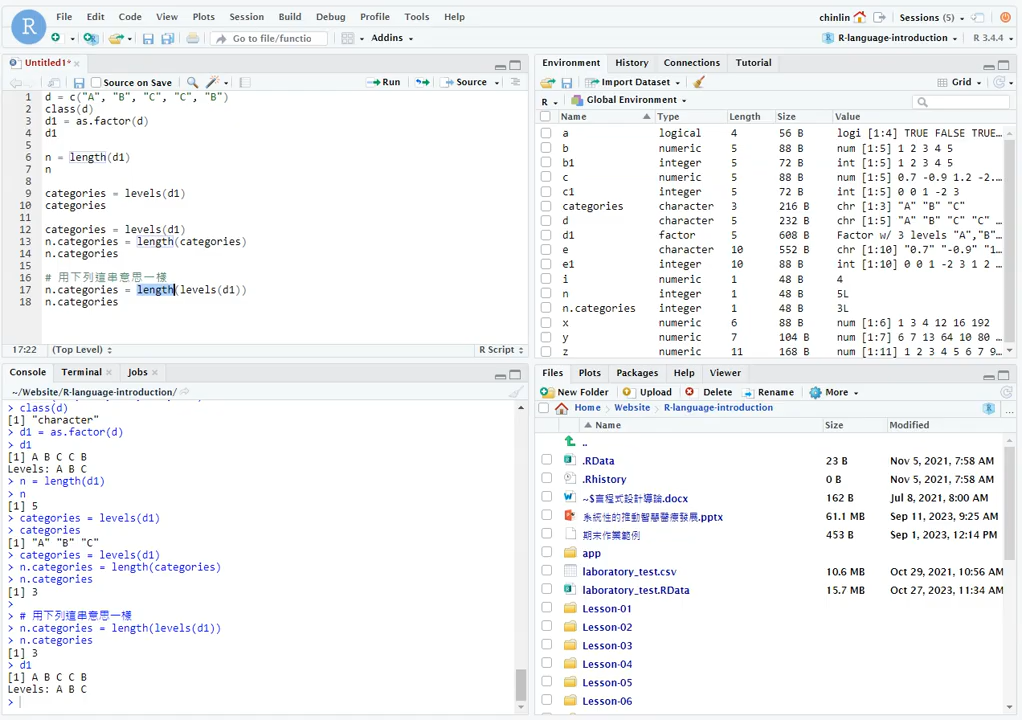 File Edit Code View Plots Session Build Debug Profile Tools Help
chinlin Sessions (5)
Go to file/functio Addins
R-language-introduction R 3.4.4
Untitled1*
Source on Save Run Source
1 d = c("A", "B", "C", "C", "B")
2 class(d)
3 d1 = as.factor(d)
4 d1
5
6 n = length(d1)
7 n
8
9 categories = levels(d1)
10 categories
11
12 categories = levels(d1)
13 n.categories = length(categories)
14 n.categories
15
16 # 用下列這串意思一樣
17 n.categories = length(levels(d1))
18 n.categories
17:22 (Top Level) R Script
Console Terminal Jobs
~/Website/R-language-introduction/
> class(d)
[1] "character"
> d1 = as.factor(d)
> d1
[1] A B C C B
Levels: A B C
> n = length(d1)
> n
[1] 5
> categories = levels(d1)
> categories
[1] "A" "B" "C"
> categories = levels(d1)
> n.categories = length(categories)
> n.categories
[1] 3
>
> # 用下列這串意思一樣
> n.categories = length(levels(d1))
> n.categories
[1] 3
> d1
[1] A B C C B
Levels: A B C
>
Environment History Connections Tutorial
Import Dataset Grid
R Global Environment
Name Type Length Size Value
a logical 4 56 B logi [1:4] TRUE FALSE TRUE…
b numeric 5 88 B num [1:5] 1 2 3 4 5
b1 integer 5 72 B int [1:5] 1 2 3 4 5
c numeric 5 88 B num [1:5] 0.7 -0.9 1.2 -2.…
c1 integer 5 72 B int [1:5] 0 0 1 -2 3
categories character 3 216 B chr [1:3] "A" "B" "C"
d character 5 232 B chr [1:5] "A" "B" "C" "C" …
d1 factor 5 608 B Factor w/ 3 levels "A","B"…
e character 10 552 B chr [1:10] "0.7" "-0.9" "1…
e1 integer 10 88 B int [1:10] 0 0 1 -2 3 1 2 …
i numeric 1 48 B 4
n integer 1 48 B 5L
n.categories integer 1 48 B 3L
x numeric 6 88 B num [1:6] 1 3 4 12 16 192
y numeric 7 104 B num [1:7] 6 7 13 64 10 80 …
z numeric 11 168 B num [1:11] 1 2 3 4 5 6 7 9…
Files Plots Packages Help Viewer
New Folder Upload Delete Rename More
Home Website R-language-introduction ...
Name Size Modified
..
.RData 23 B Nov 5, 2021, 7:58 AM
.Rhistory 0 B Nov 5, 2021, 7:58 AM
~$言程式設計導論.docx 162 B Jul 8, 2021, 8:00 AM
系統性的推動智慧醫療發展.pptx 61.1 MB Sep 11, 2023, 9:25 AM
期末作業範例 453 B Sep 1, 2023, 12:14 PM
app
laboratory_test.csv 10.6 MB Oct 29, 2021, 10:56 AM
laboratory_test.RData 15.7 MB Oct 27, 2023, 11:34 AM
Lesson-01
Lesson-02
Lesson-03
Lesson-04
Lesson-05
Lesson-06